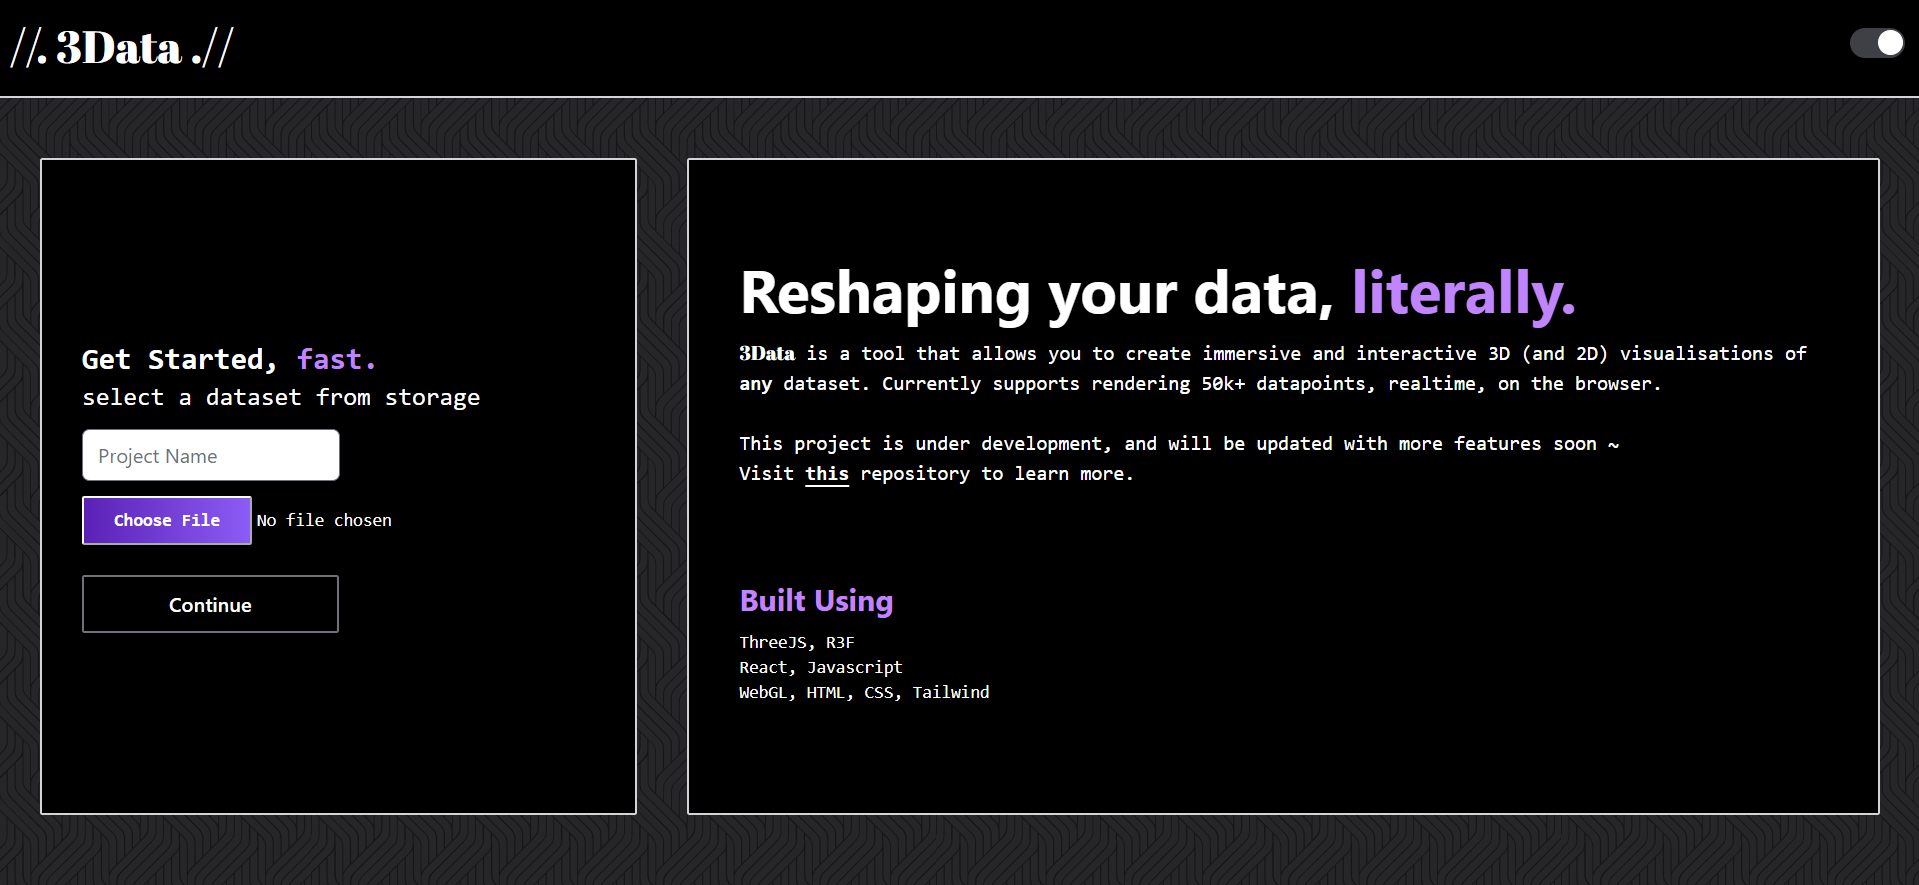 //. 3Data .//
Get Started, fast.
select a dataset from storage
Project Name
Choose File No file chosen
Continue
Reshaping your data, literally.
3Data is a tool that allows you to create immersive and interactive 3D (and 2D) visualisations of
any dataset. Currently supports rendering 50k+ datapoints, realtime, on the browser.
This project is under development, and will be updated with more features soon ~
Visit this repository to learn more.
Built Using
ThreeJS, R3F
React, Javascript
WebGL, HTML, CSS, Tailwind